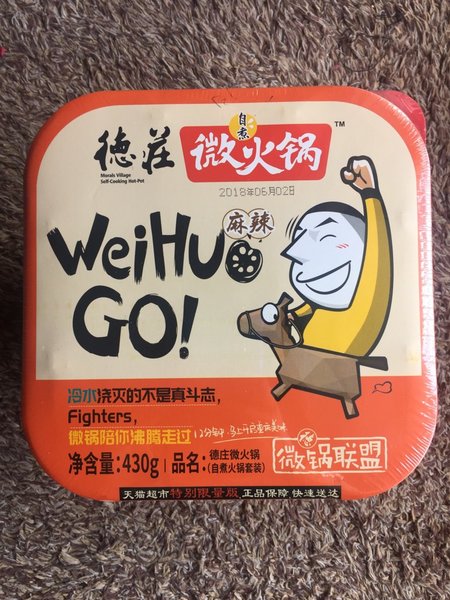 德莊
Morals Village
Self-Cooking Hot-Pot
自煮
微火锅
TM
2018年06月02日
麻辣
WeiHuo
GO!
冷水浇灭的不是真斗志,
Fighters,
微锅陪你沸腾走过
净含量:430g
品名:德庄微火锅
(自煮火锅套装)
微锅联盟
天猫超市特别限量版,正品保障 快速送达